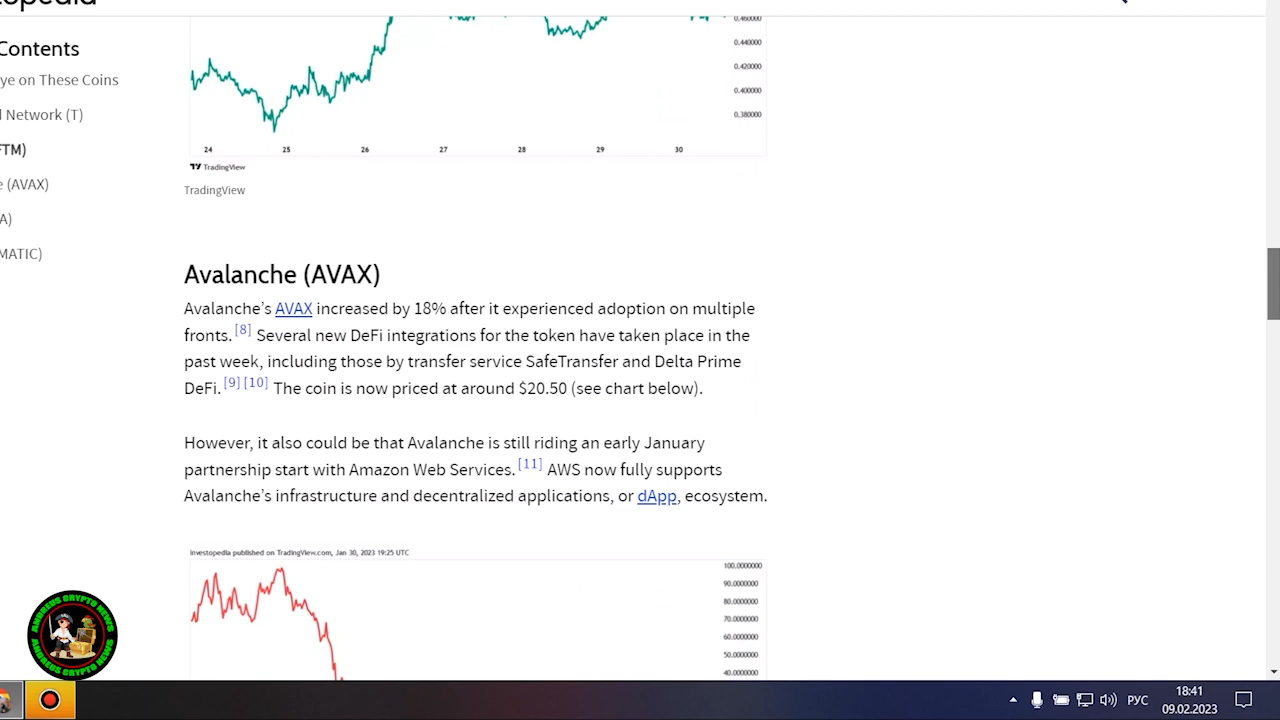 opedia
Contents
ye on These Coins
l Network (T)
FTM)
e (AVAX)
A)
MATIC)
0.460000
0.440000
0.420000
0.400000
0.380000
24 25 26 27 28 29 30
TradingView
TradingView
Avalanche (AVAX)
Avalanche’s AVAX increased by 18% after it experienced adoption on multiple
fronts. [8] Several new DeFi integrations for the token have taken place in the
past week, including those by transfer service SafeTransfer and Delta Prime
DeFi. [9] [10] The coin is now priced at around $20.50 (see chart below).
However, it also could be that Avalanche is still riding an early January
partnership start with Amazon Web Services. [11] AWS now fully supports
Avalanche’s infrastructure and decentralized applications, or dApp, ecosystem.
Investopedia published on TradingView.com, Jan 30, 2023 19:25 UTC
100.0000000
90.0000000
80.0000000
70.0000000
60.0000000
50.0000000
40.0000000
ANDREUS CRYPTO NEWS
ANDREUS CRYPTO NEWS
РУС
18:41
09.02.2023